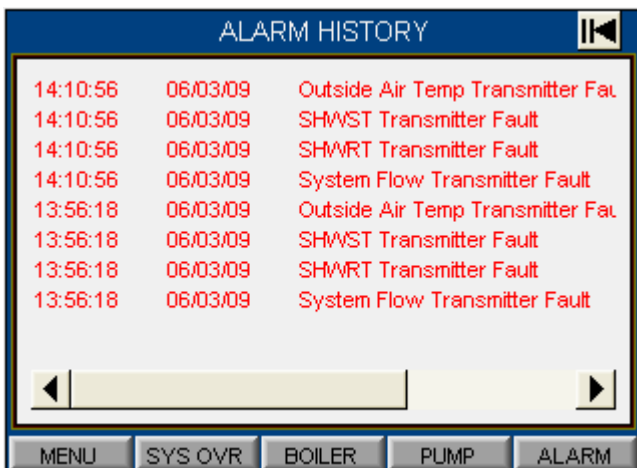 ALARM HISTORY
14:10:56 06/03/09 Outside Air Temp Transmitter
14:10:56 06/03/09 SHWST Transmitter Fault
14:10:56 06/03/09 SHWRT Transmitter Fault
14:10:56 06/03/09 System Flow Transmitter Fault
13:56:18 06/03/09 Outside Air Temp Transmitter
13:56:18 06/03/09 SHWST Transmitter Fault
13:56:18 06/03/09 SHWRT Transmitter Fault
13:56:18 06/03/09 System Flow Transmitter Fault
MENU SYS OVR BOILER PUMP ALARM